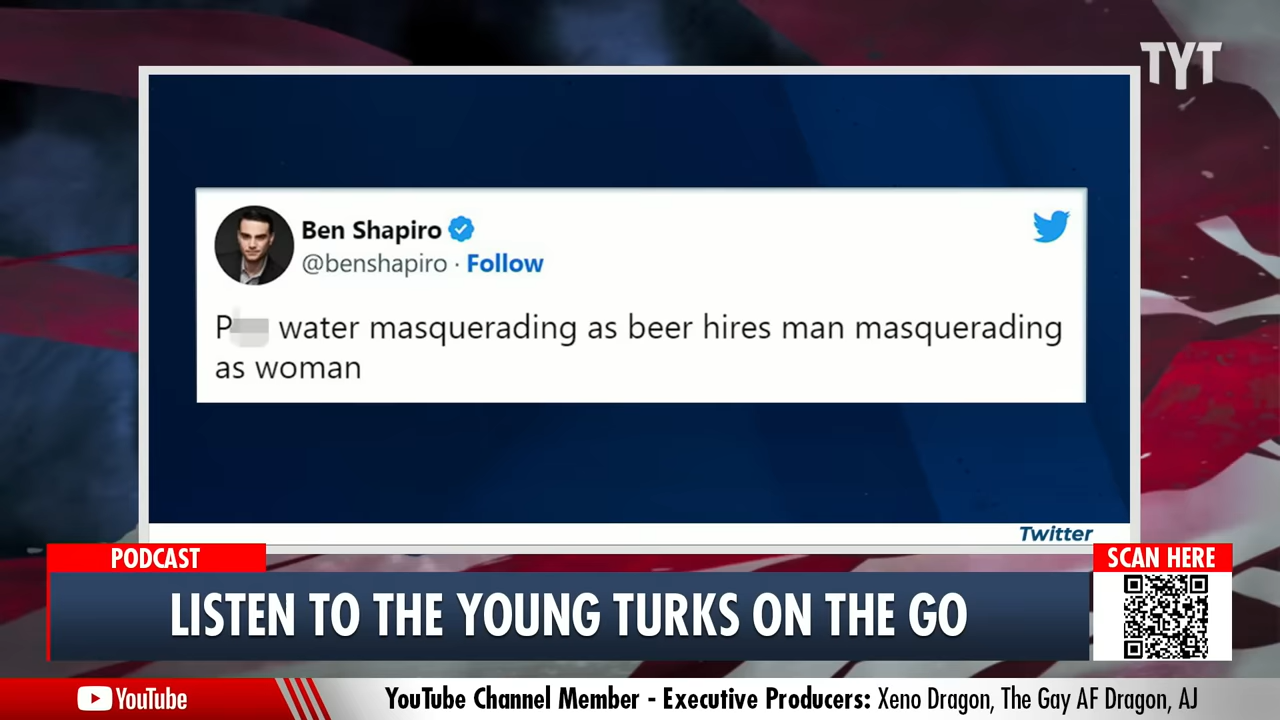 TYT
Ben Shapiro
@benshapiro · Follow
P water masquerading as beer hires man masquerading
as woman
Twitter
PODCAST
SCAN HERE
LISTEN TO THE YOUNG TURKS ON THE GO
YouTube
YouTube Channel Member - Executive Producers: Xeno Dragon, The Gay AF Dragon, AJ